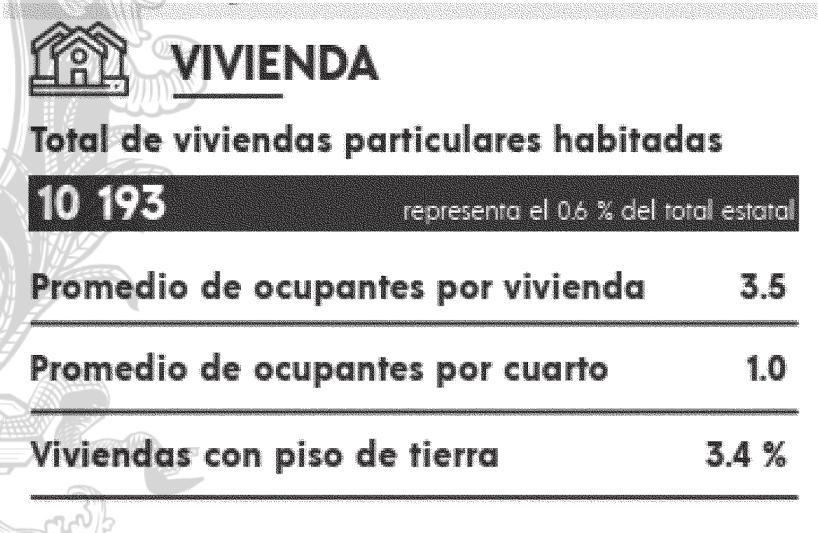 VIVIENDA
Total de viviendas particulares habitadas
10 193 representa el 0.6 % del total estatal
Promedio de ocupantes por vivienda 3.5
Promedio de ocupantes por cuarto 1.0
Viviendas con piso de tierra 3.4 %